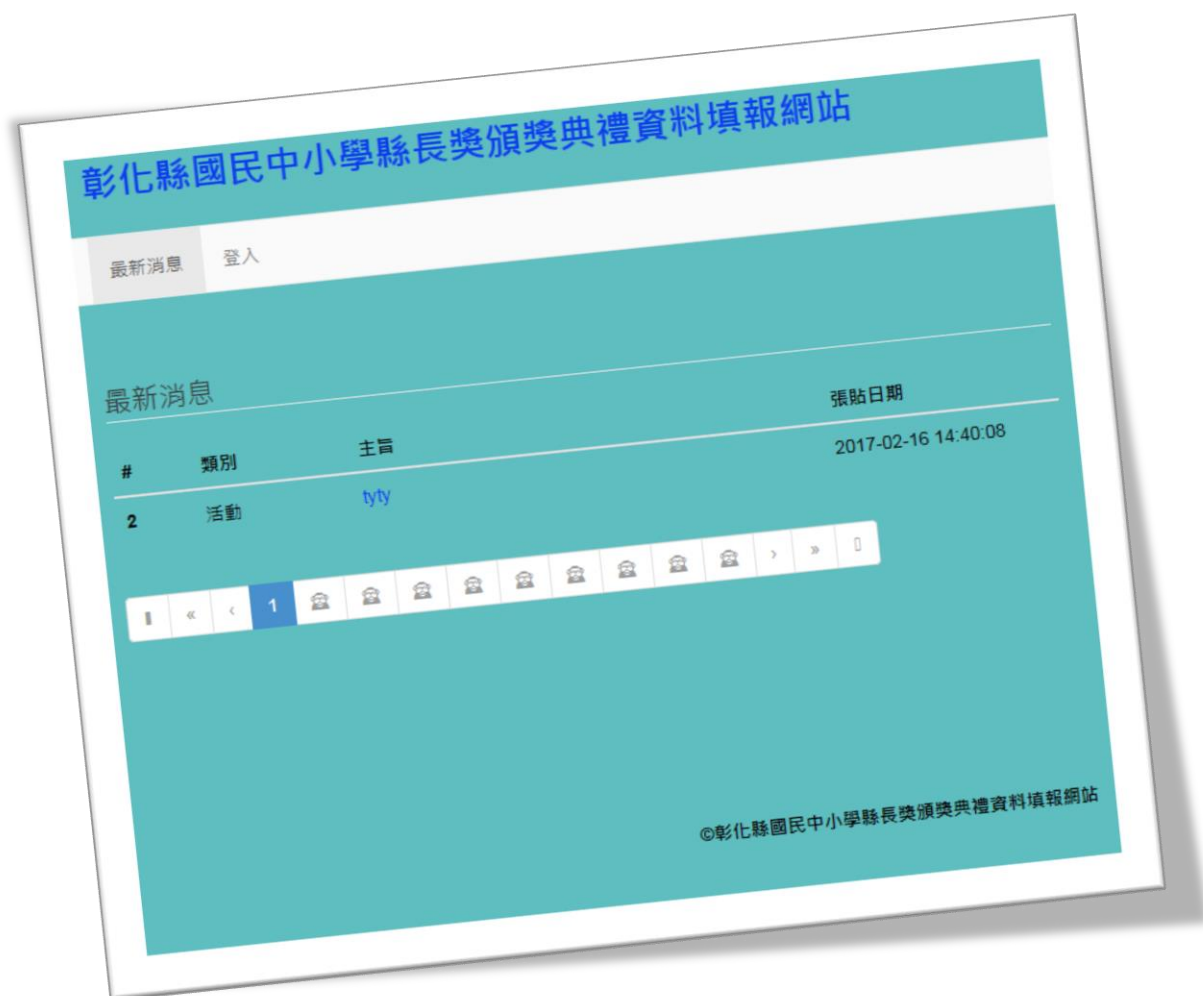 彰化縣國民中小學縣長獎頒獎典禮資料填報網站
最新消息 登入
最新消息
# 類別 主旨 張貼日期
2 活動 tyty 2017-02-16 14:40:08
« ‹ 1 › »
©彰化縣國民中小學縣長獎頒獎典禮資料填報網站